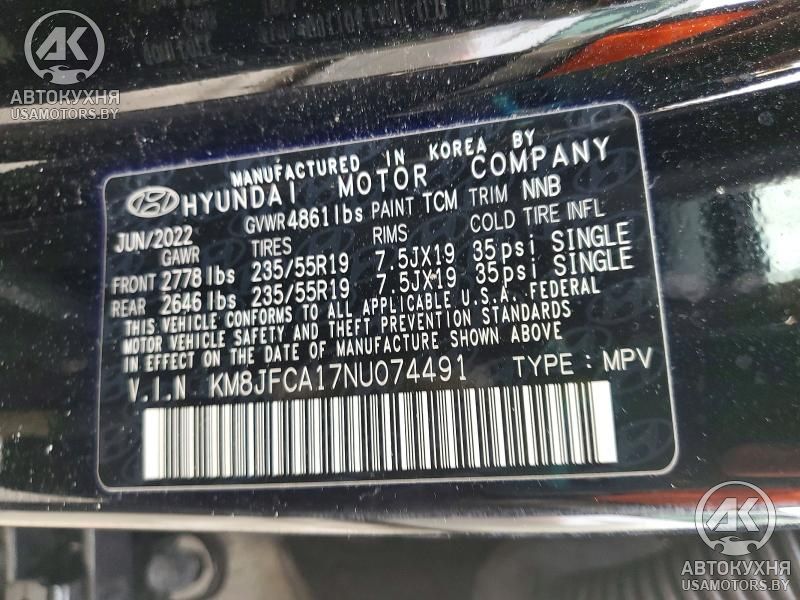 AK
АВТОКУХНЯ
USAMOTORS.BY
MANUFACTURED IN KOREA BY
HYUNDAI MOTOR COMPANY
JUN/2022 GVWR 4861lbs PAINT TCM TRIM NNB
GAWR TIRES RIMS COLD TIRE INFL
FRONT 2778 lbs 235/55R19 7.5JX19 35psi SINGLE
REAR 2646 lbs 235/55R19 7.5JX19 35psi SINGLE
THIS VEHICLE CONFORMS TO ALL APPLICABLE U.S.A. FEDERAL
MOTOR VEHICLE SAFETY AND THEFT PREVENTION STANDARDS
IN EFFECT ON THE DATE OF MANUFACTURE SHOWN ABOVE
V.I.N KM8JFCA17NU074491 TYPE : MPV
AK
АВТОКУХНЯ
USAMOTORS.BY